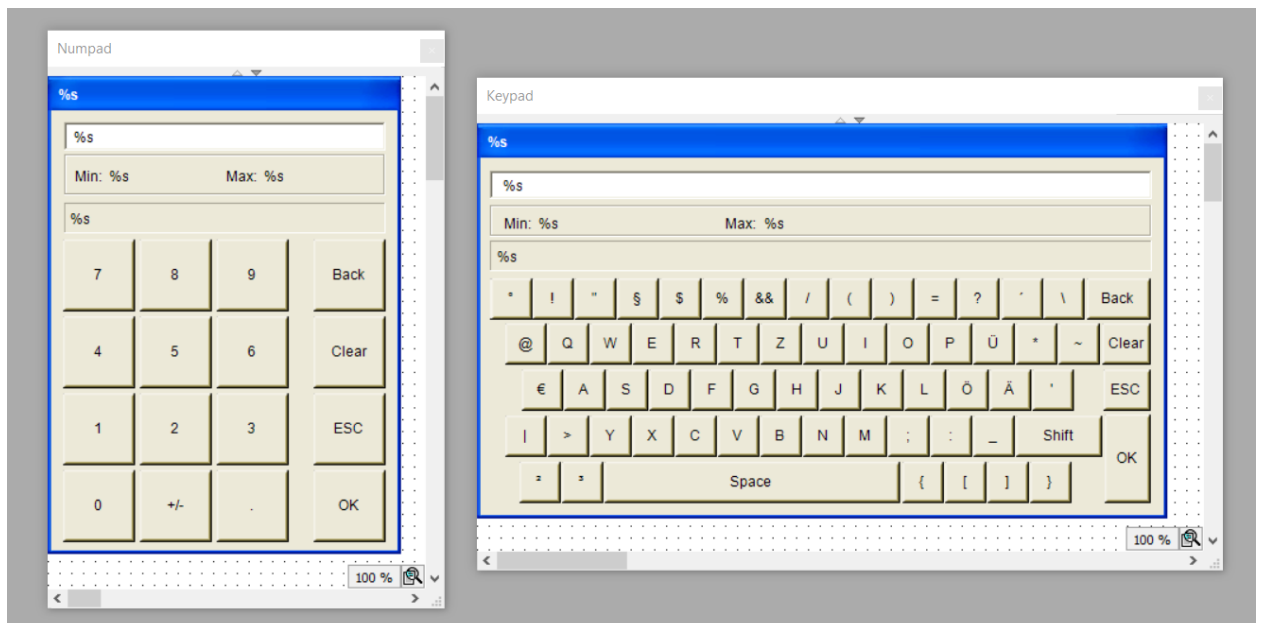 Numpad
%s
%s
Min: %s Max: %s
%s
7 8 9 Back
4 5 6 Clear
1 2 3 ESC
0 +/- . OK
100 %
Keypad
%s
%s
Min: %s Max: %s
%s
° ! " § $ % && / ( ) = ? ´ \ Back
@ Q W E R T Z U I O P Ü * ~ Clear
€ A S D F G H J K L Ö Ä ' ESC
| > Y X C V B N M ; : _ Shift OK
² ³ Space { [ ] }
100 %